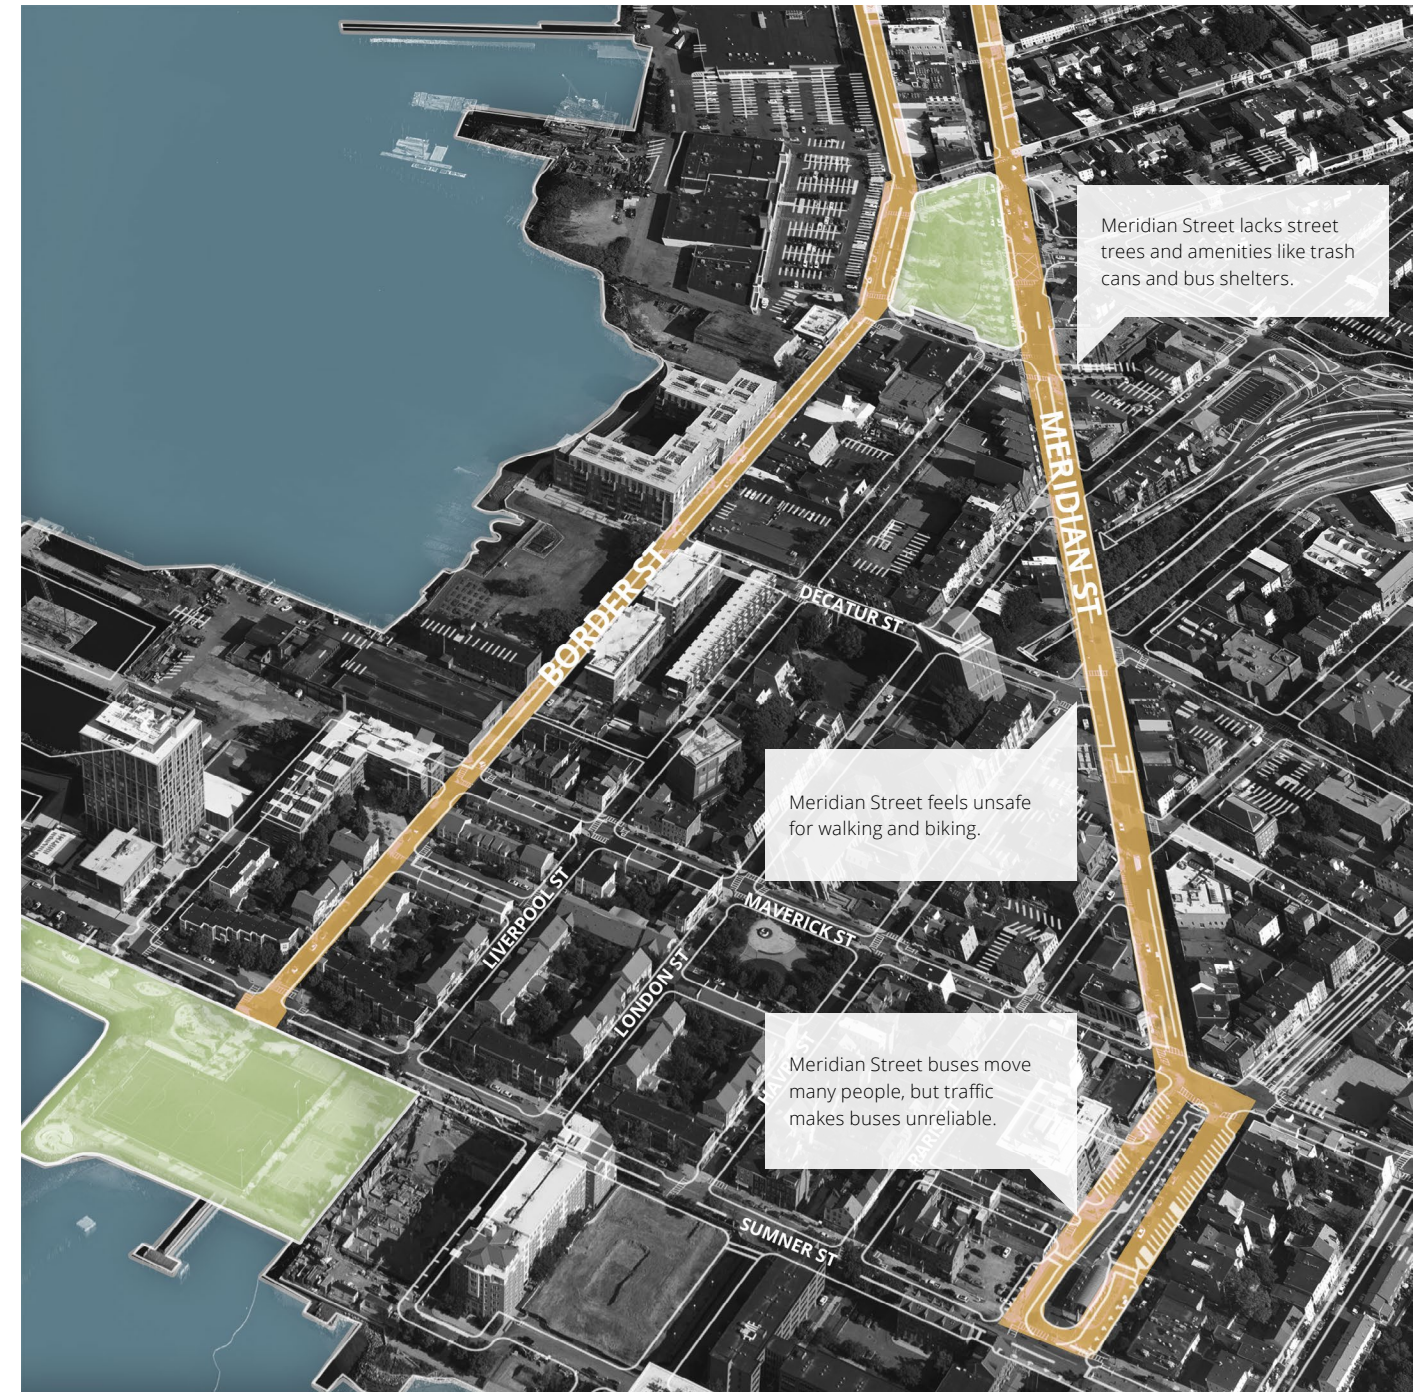 Meridian Street lacks street
trees and amenities like trash
cans and bus shelters.
MERIDIAN ST
BORDER ST
DECATUR ST
Meridian Street feels unsafe
for walking and biking.
LIVERPOOL ST
MAVERICK ST
LONDON ST
Meridian Street buses move
many people, but traffic
makes buses unreliable.
SUMNER ST